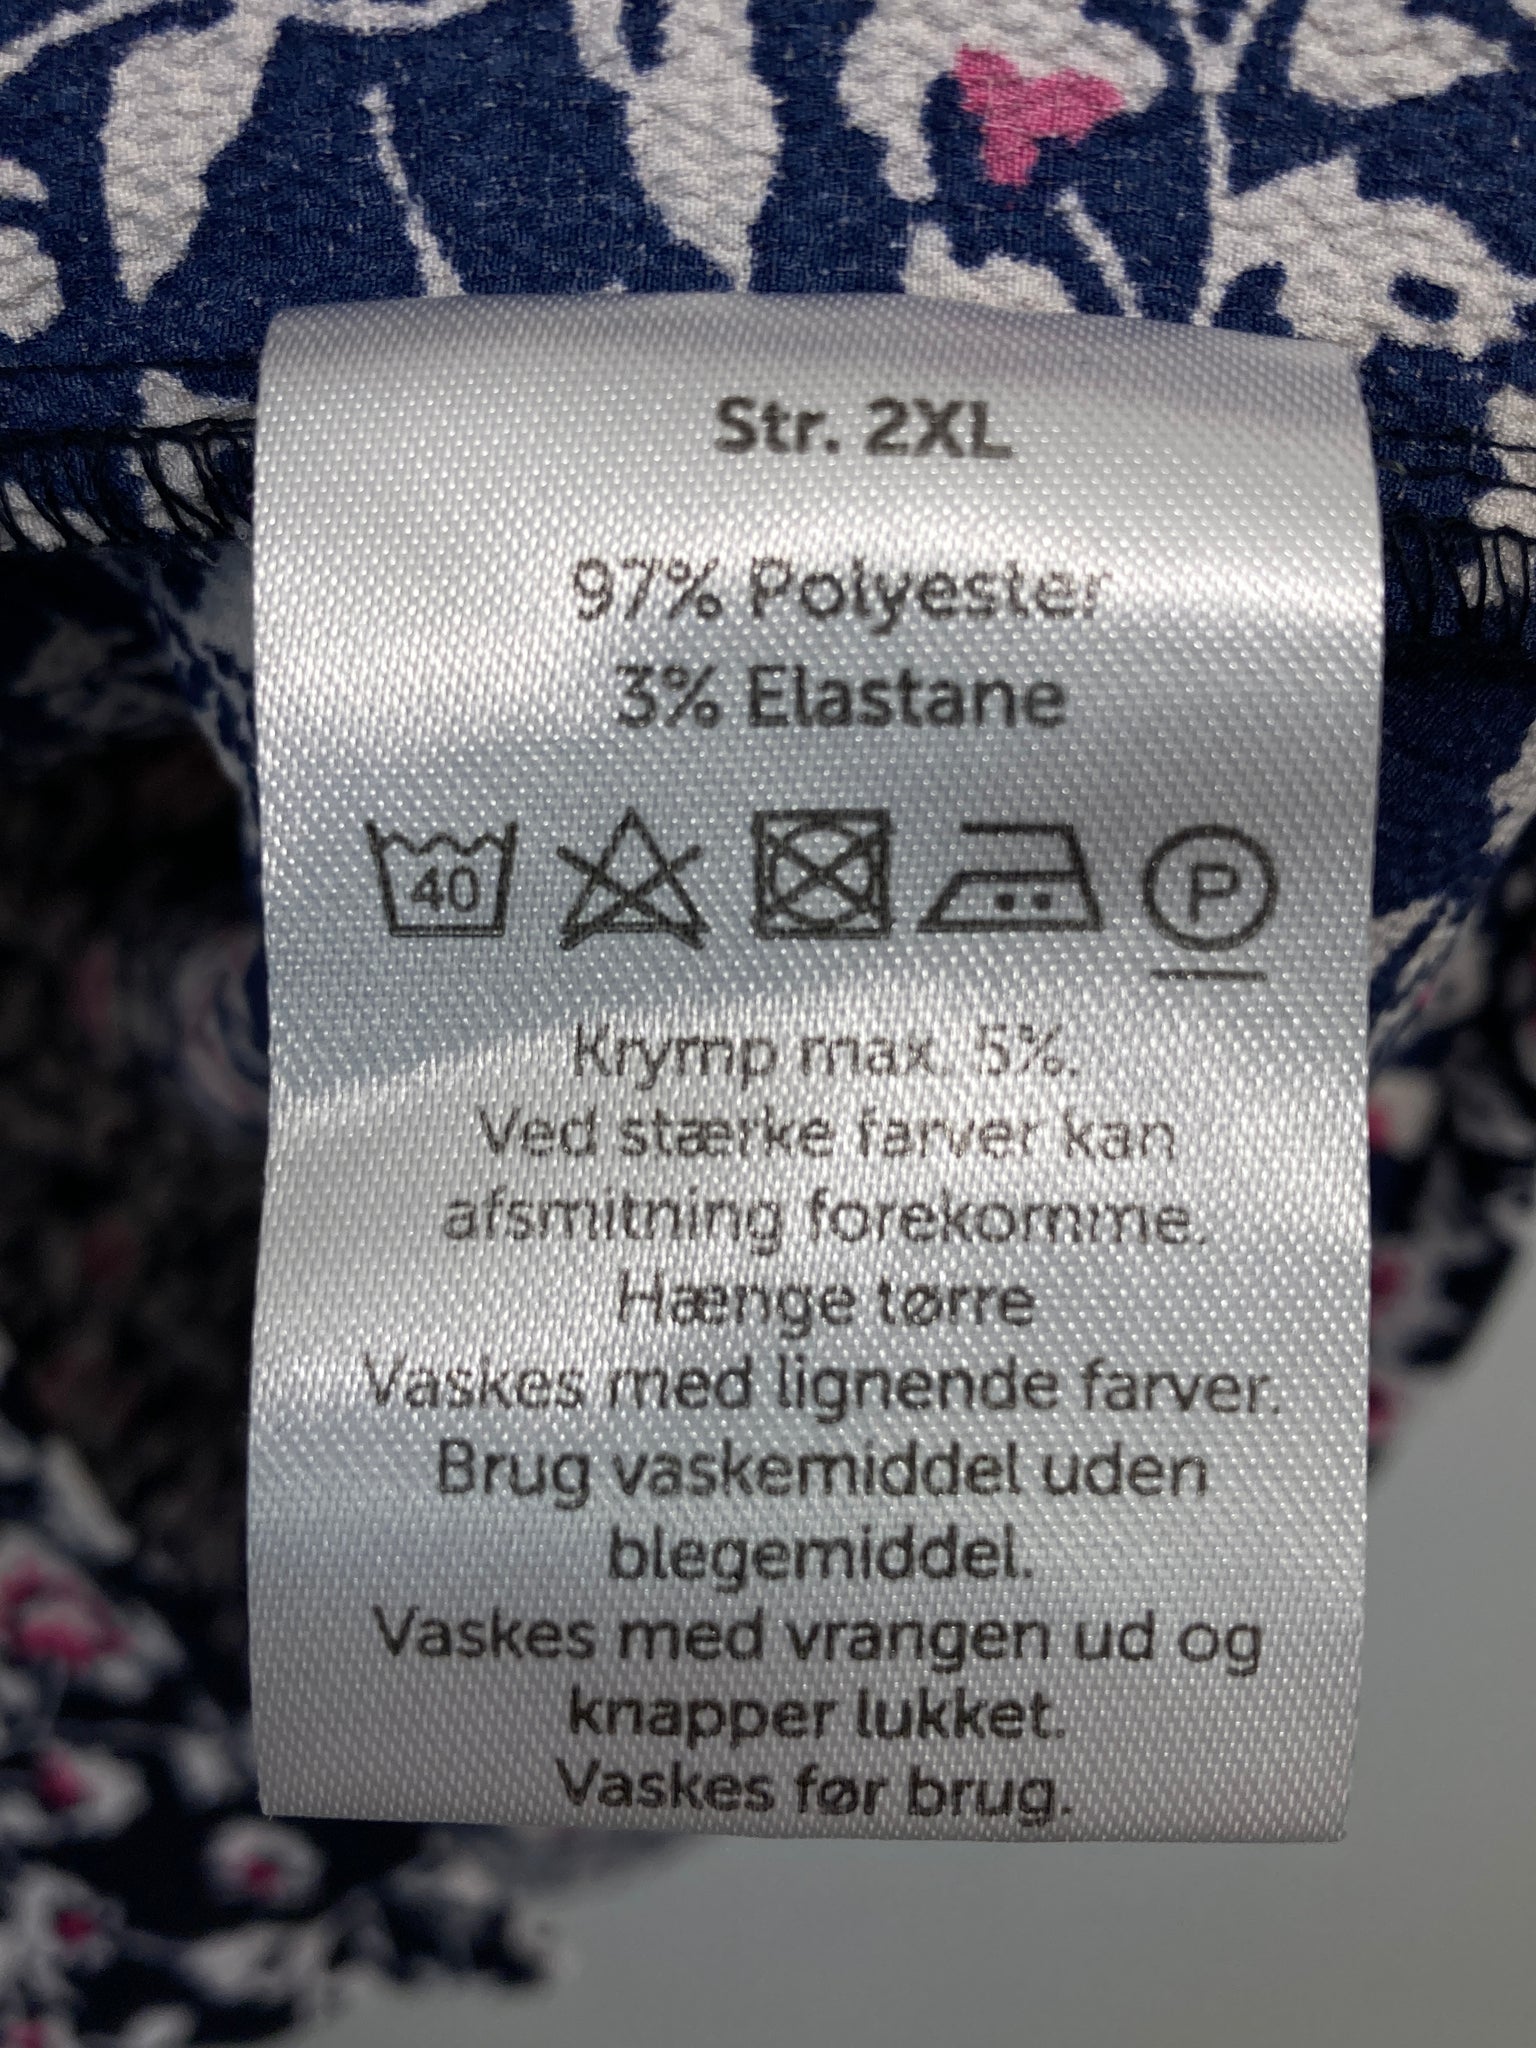 Str. 2XL
97% Polyester
3% Elastane
40 P
Krymp max. 5%.
Ved stærke farver kan
afsmitning forekomme.
Hænge tørre
Vaskes med lignende farver.
Brug vaskemiddel uden
blegemiddel.
Vaskes med vrangen ud og
knapper lukket.
Vaskes før brug.